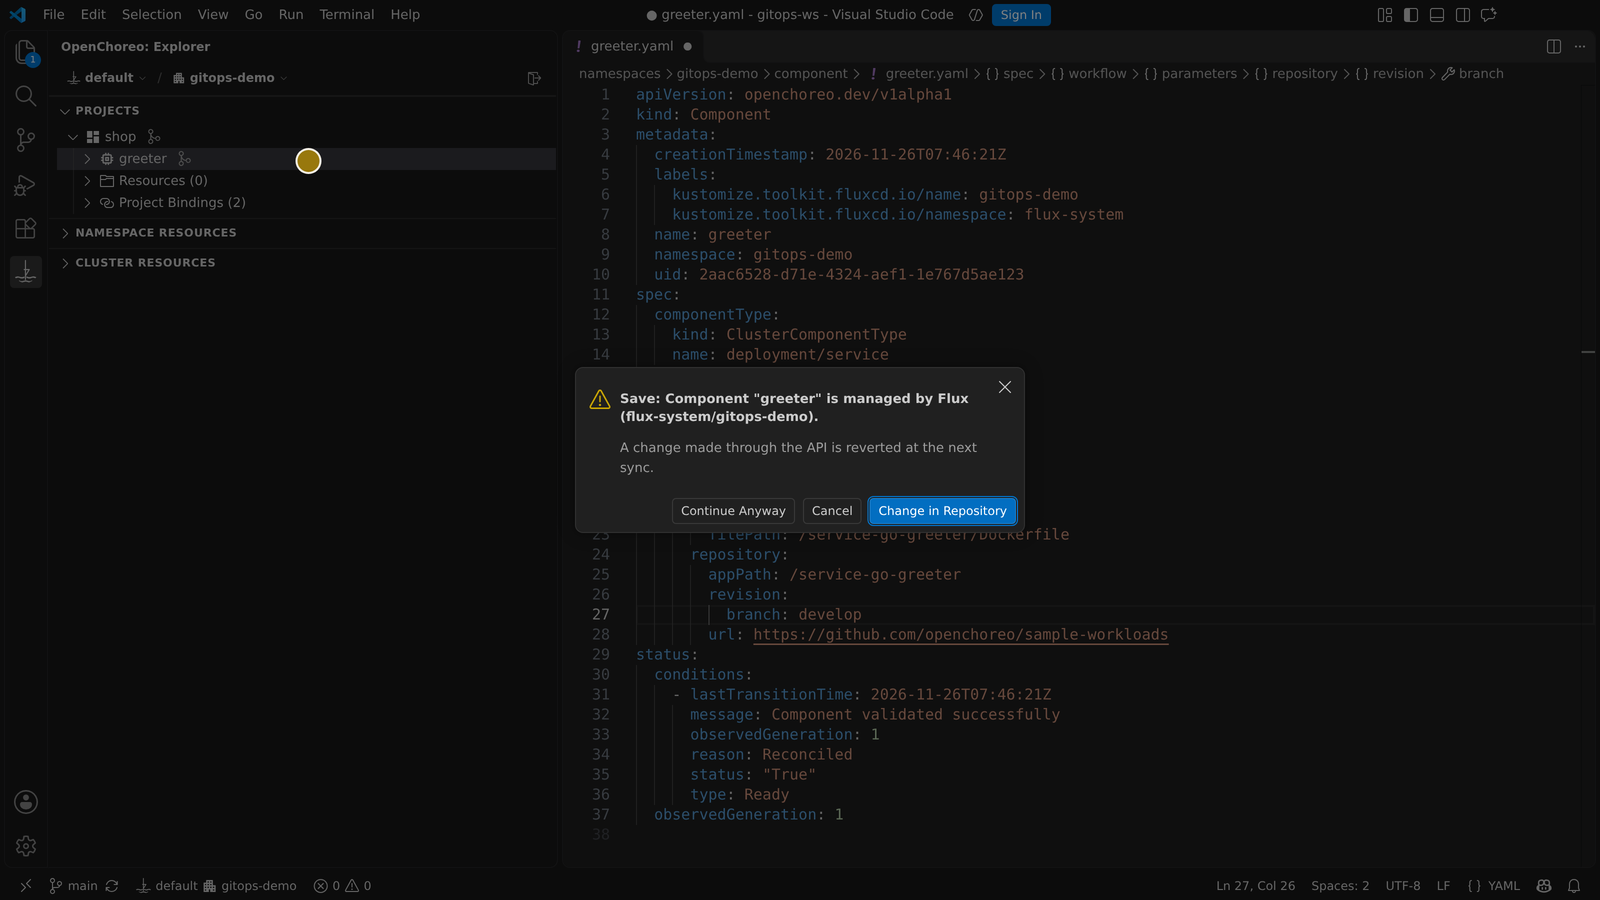 File Edit Selection View Go Run Terminal Help
● greeter.yaml - gitops-ws - Visual Studio Code
Sign In
OpenChoreo: Explorer
default / gitops-demo
PROJECTS
shop
greeter
Resources (0)
Project Bindings (2)
NAMESPACE RESOURCES
CLUSTER RESOURCES
1
! greeter.yaml ●
namespaces > gitops-demo > component > ! greeter.yaml > { } spec > { } workflow > { } parameters > { } repository > { } revision > branch
1 apiVersion: openchoreo.dev/v1alpha1
2 kind: Component
3 metadata:
4 creationTimestamp: 2026-11-26T07:46:21Z
5 labels:
6 kustomize.toolkit.fluxcd.io/name: gitops-demo
7 kustomize.toolkit.fluxcd.io/namespace: flux-system
8 name: greeter
9 namespace: gitops-demo
10 uid: 2aac6528-d71e-4324-aef1-1e767d5ae123
11 spec:
12 componentType:
13 kind: ClusterComponentType
14 name: deployment/service
Save: Component "greeter" is managed by Flux
(flux-system/gitops-demo).
A change made through the API is reverted at the next
sync.
Continue Anyway
Cancel
Change in Repository
23 filePath: /service-go-greeter/Dockerfile
24 repository:
25 appPath: /service-go-greeter
26 revision:
27 branch: develop
28 url: https://github.com/openchoreo/sample-workloads
29 status:
30 conditions:
31 - lastTransitionTime: 2026-11-26T07:46:21Z
32 message: Component validated successfully
33 observedGeneration: 1
34 reason: Reconciled
35 status: "True"
36 type: Ready
37 observedGeneration: 1
38
main default gitops-demo 0 0
Ln 27, Col 26 Spaces: 2 UTF-8 LF { } YAML